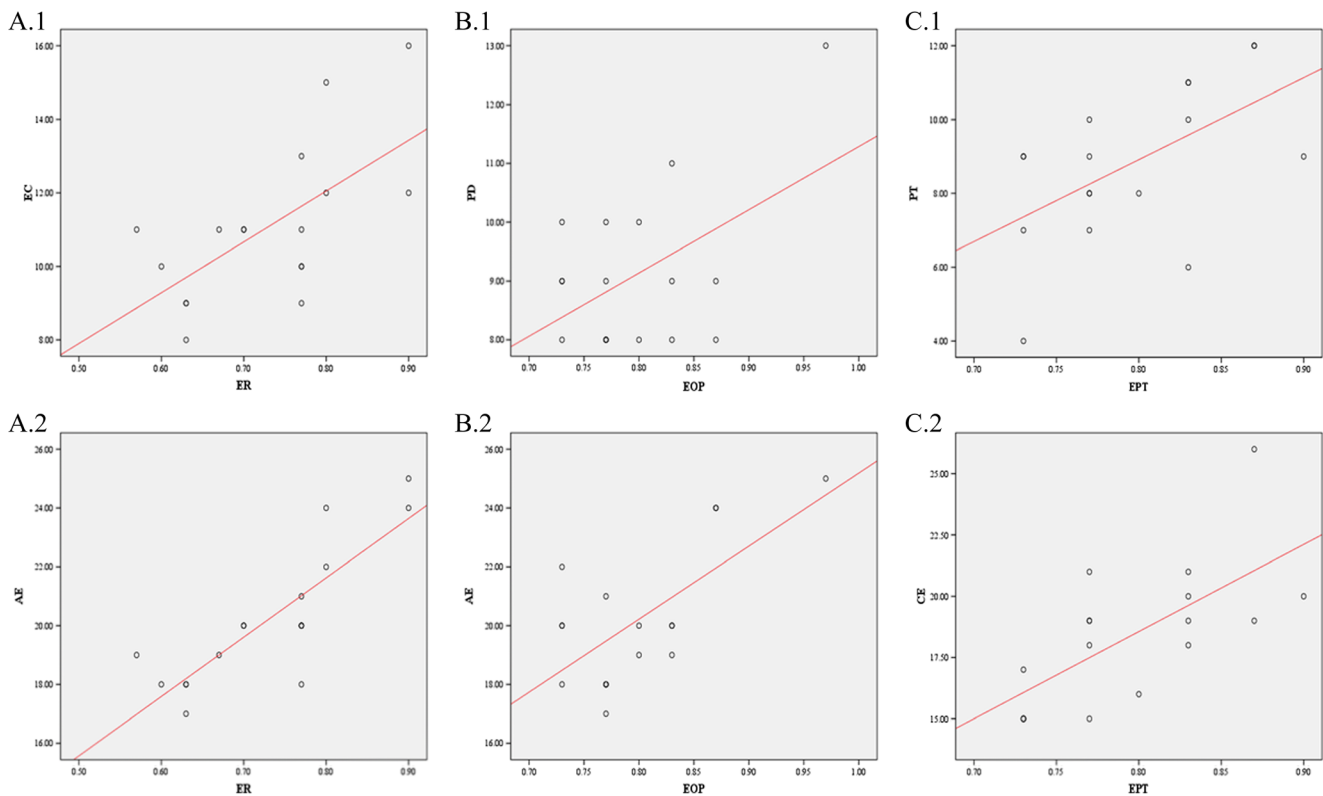 A.1
EC
16.00
14.00
12.00
10.00
8.00
0.50 0.60 0.70 0.80 0.90
ER
B.1
PD
13.00
12.00
11.00
10.00
9.00
8.00
0.70 0.75 0.80 0.85 0.90 0.95 1.00
EOP
C.1
PT
12.00
10.00
8.00
6.00
4.00
0.70 0.75 0.80 0.85 0.90
EPT
A.2
AE
26.00
24.00
22.00
20.00
18.00
16.00
0.50 0.60 0.70 0.80 0.90
ER
B.2
AE
26.00
24.00
22.00
20.00
18.00
16.00
0.70 0.75 0.80 0.85 0.90 0.95 1.00
EOP
C.2
CE
25.00
22.50
20.00
17.50
15.00
0.70 0.75 0.80 0.85 0.90
EPT